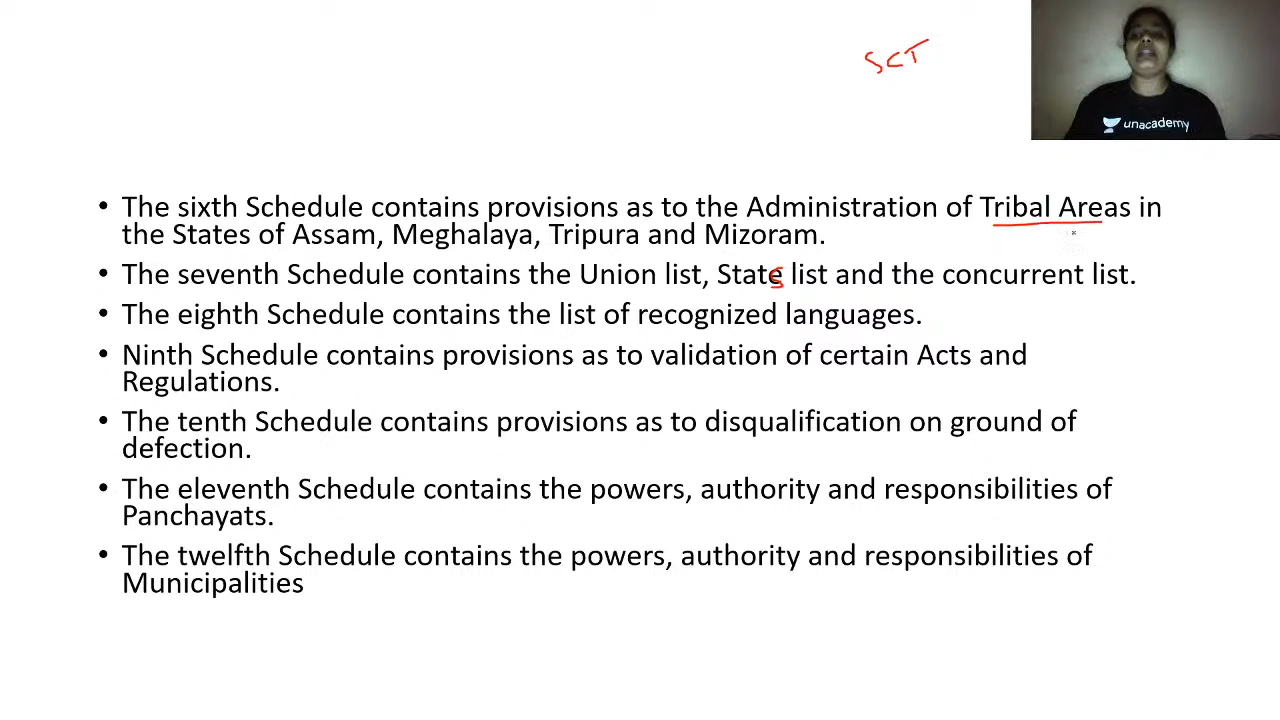 SCT
unacademy
• The sixth Schedule contains provisions as to the Administration of Tribal Areas in
the States of Assam, Meghalaya, Tripura and Mizoram.
• The seventh Schedule contains the Union list, State list and the concurrent list.
• The eighth Schedule contains the list of recognized languages.
• Ninth Schedule contains provisions as to validation of certain Acts and
Regulations.
• The tenth Schedule contains provisions as to disqualification on ground of
defection.
• The eleventh Schedule contains the powers, authority and responsibilities of
Panchayats.
• The twelfth Schedule contains the powers, authority and responsibilities of
Municipalities